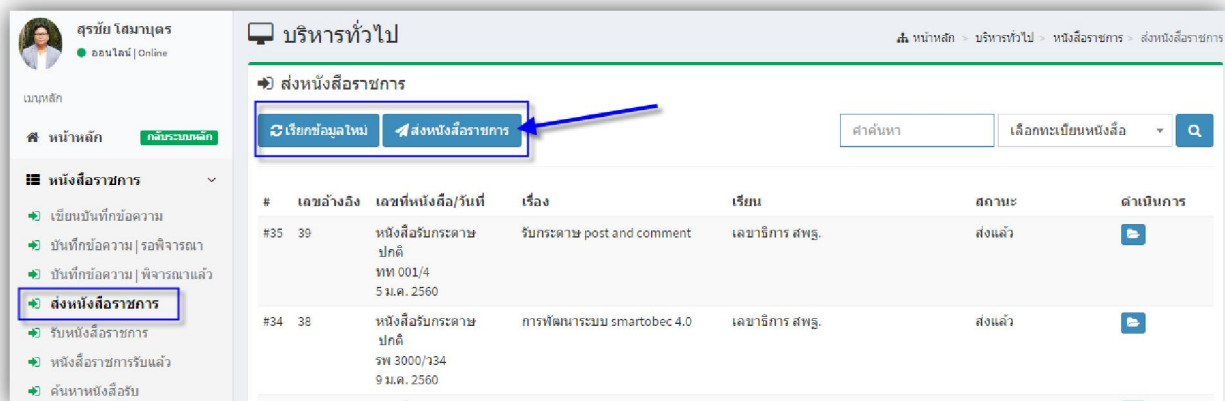 สุรชัย โสมาบุตร
ออนไลน์ | Online
เมนูหลัก
หน้าหลัก กลับระบบหลัก
หนังสือราชการ
เขียนบันทึกข้อความ
บันทึกข้อความ | รอพิจารณา
บันทึกข้อความ | พิจารณาแล้ว
ส่งหนังสือราชการ
รับหนังสือราชการ
หนังสือราชการรับแล้ว
ค้นหาหนังสือรับ
บริหารทั่วไป
หน้าหลัก > บริหารทั่วไป > หนังสือราชการ > ส่งหนังสือราชการ
ส่งหนังสือราชการ
เรียกข้อมูลใหม่ ส่งหนังสือราชการ คำค้นหา เลือกทะเบียนหนังสือ
# เลขอ้างอิง เลขที่หนังสือ/วันที่ เรื่อง เรียน สถานะ ดำเนินการ
#35 39 หนังสือรับกระดาษ รับกระดาษ post and comment เลขาธิการ สพฐ. ส่งแล้ว
ปกติ
ทท 001/4
5 ม.ค. 2560
#34 38 หนังสือรับกระดาษ การพัฒนาระบบ smartobec 4.0 เลขาธิการ สพฐ. ส่งแล้ว
ปกติ
รพ 3000/ว34
9 ม.ค. 2560